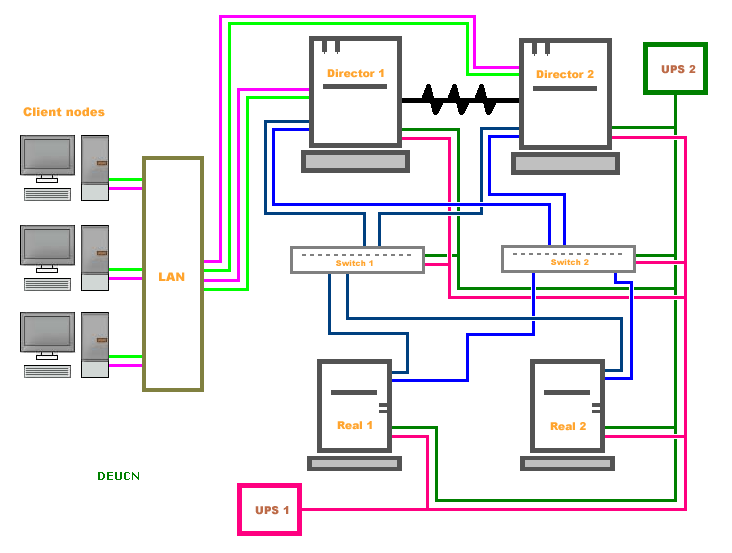 Director 1
Director 2
UPS 2
Client nodes
LAN
Switch 1
Switch 2
Real 1
Real 2
DEUCN
UPS 1